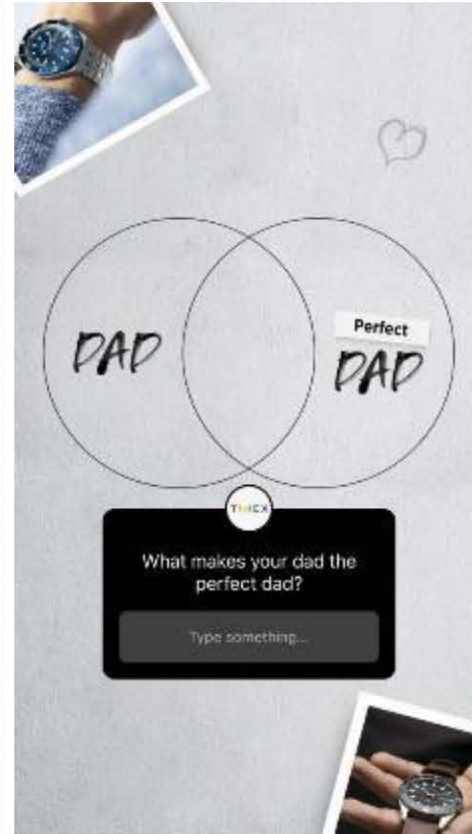 DAD
Perfect
DAD
TIMEX
What makes your dad the
perfect dad?
Type something...